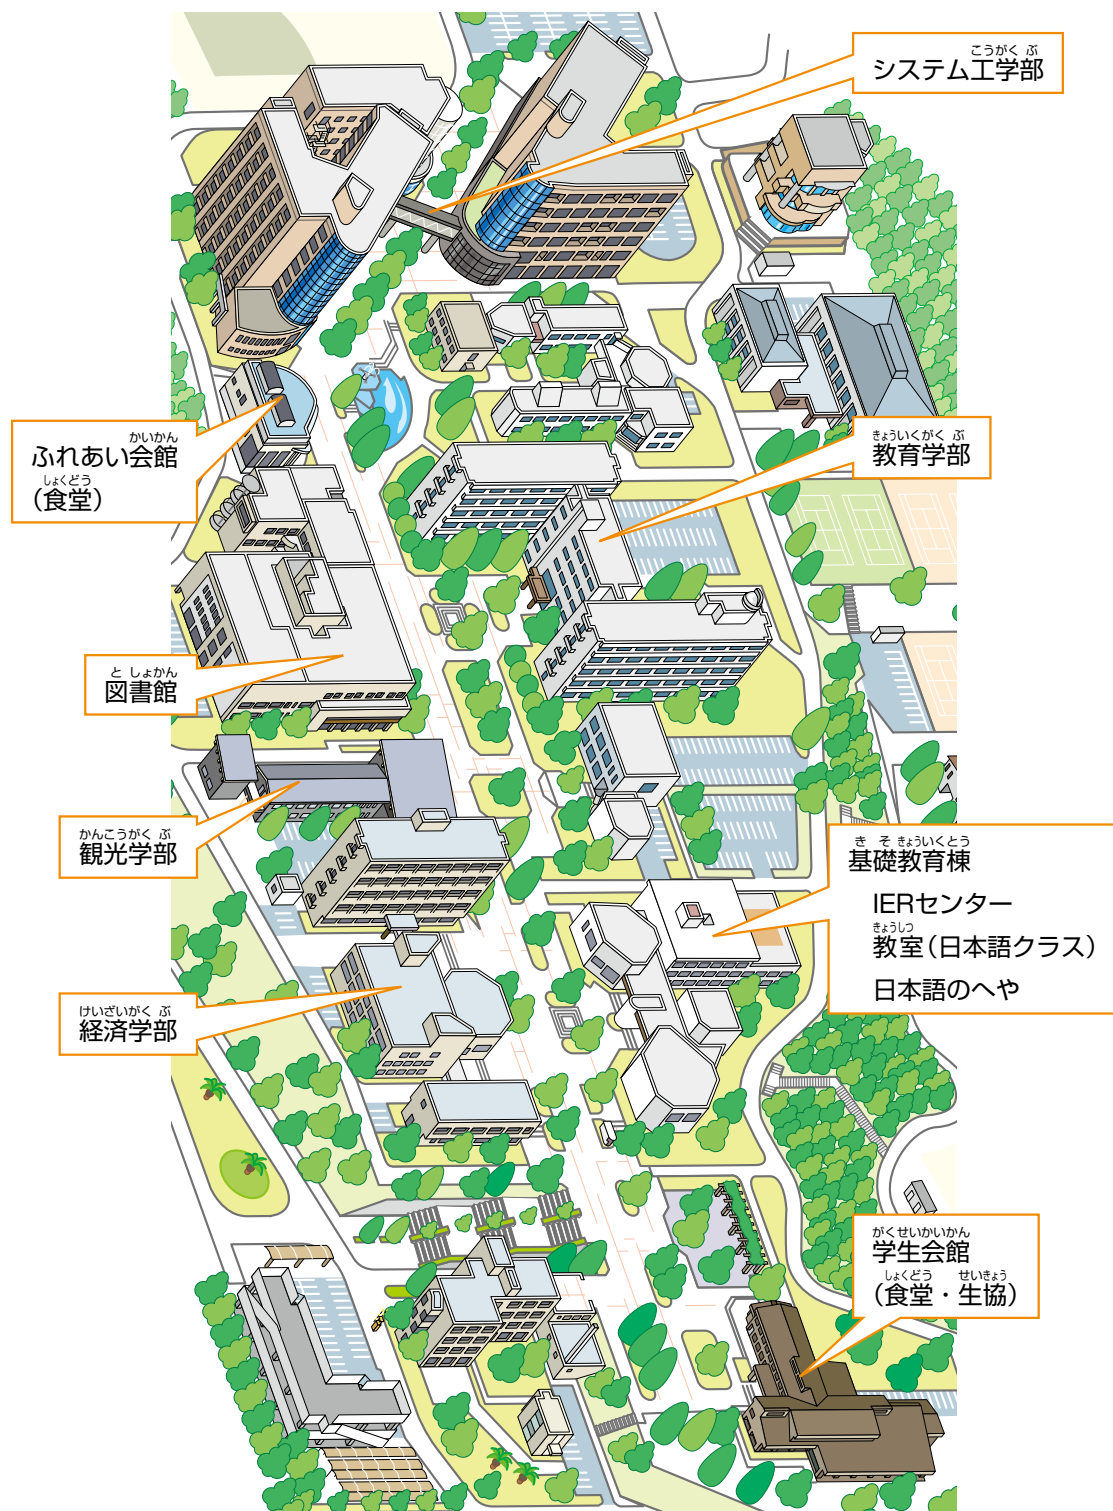 こうがくぶ
システム工学部
かいかん
ふれあい会館
しょくどう
（食堂）
きょういくがくぶ
教育学部
としょかん
図書館
かんこうがくぶ
観光学部
きそきょういくとう
基礎教育棟
IERセンター
きょうしつ
教室（日本語クラス）
日本語のへや
けいざいがくぶ
経済学部
がくせいかいかん
学生会館
しょくどう せいきょう
（食堂・生協）